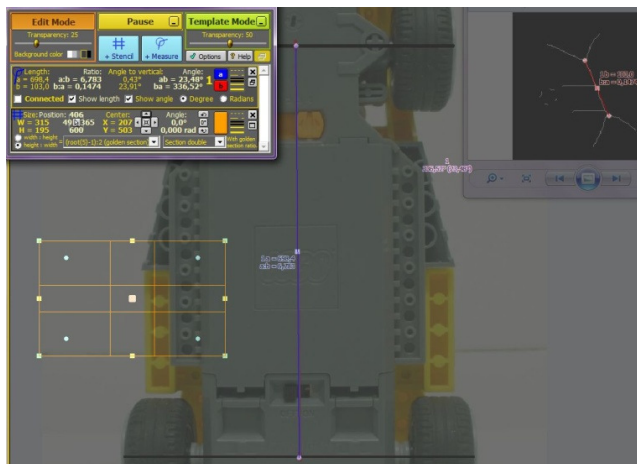 Edit Mode
Pause
Template Mode
Transparency: 25
Transparency: 50
Background color
+ Stencil
+ Measure
Options
? Help
Length: Ratio: Angle to vertical: Angle:
a = 698,4 a:b = 6,783 0,43° ab = 23,48° 1 a
b = 103,0 b:a = 0,1474 23,91° ba = 336,52° b
Connected Show length Show angle Degree Radians
Size: Position: 406 Center: Angle:
W = 315 X = 207 0,0°
H = 195 600 Y = 503 0,000 rad
width : height
height : width
= (root(5)-1):2 (golden section) Section double With golden section ratio.
1